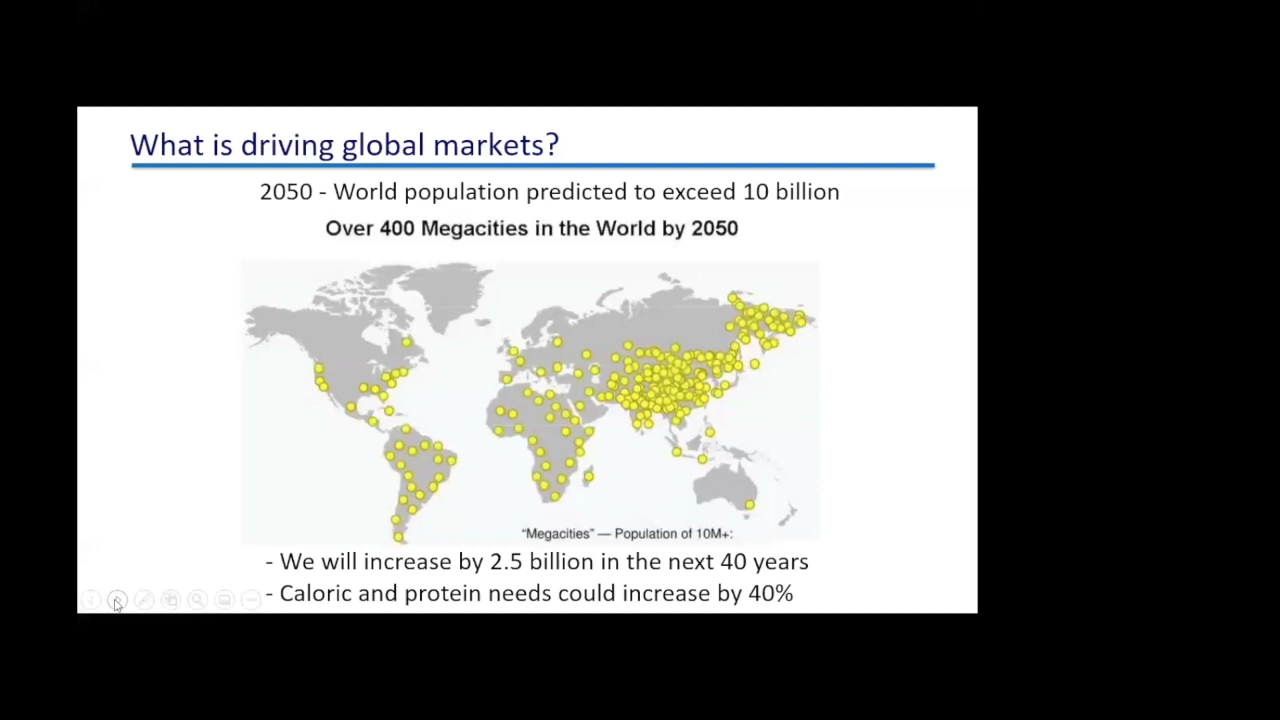 What is driving global markets?
2050 - World population predicted to exceed 10 billion
Over 400 Megacities in the World by 2050
“Megacities” — Population of 10M+:
- We will increase by 2.5 billion in the next 40 years
- Caloric and protein needs could increase by 40%